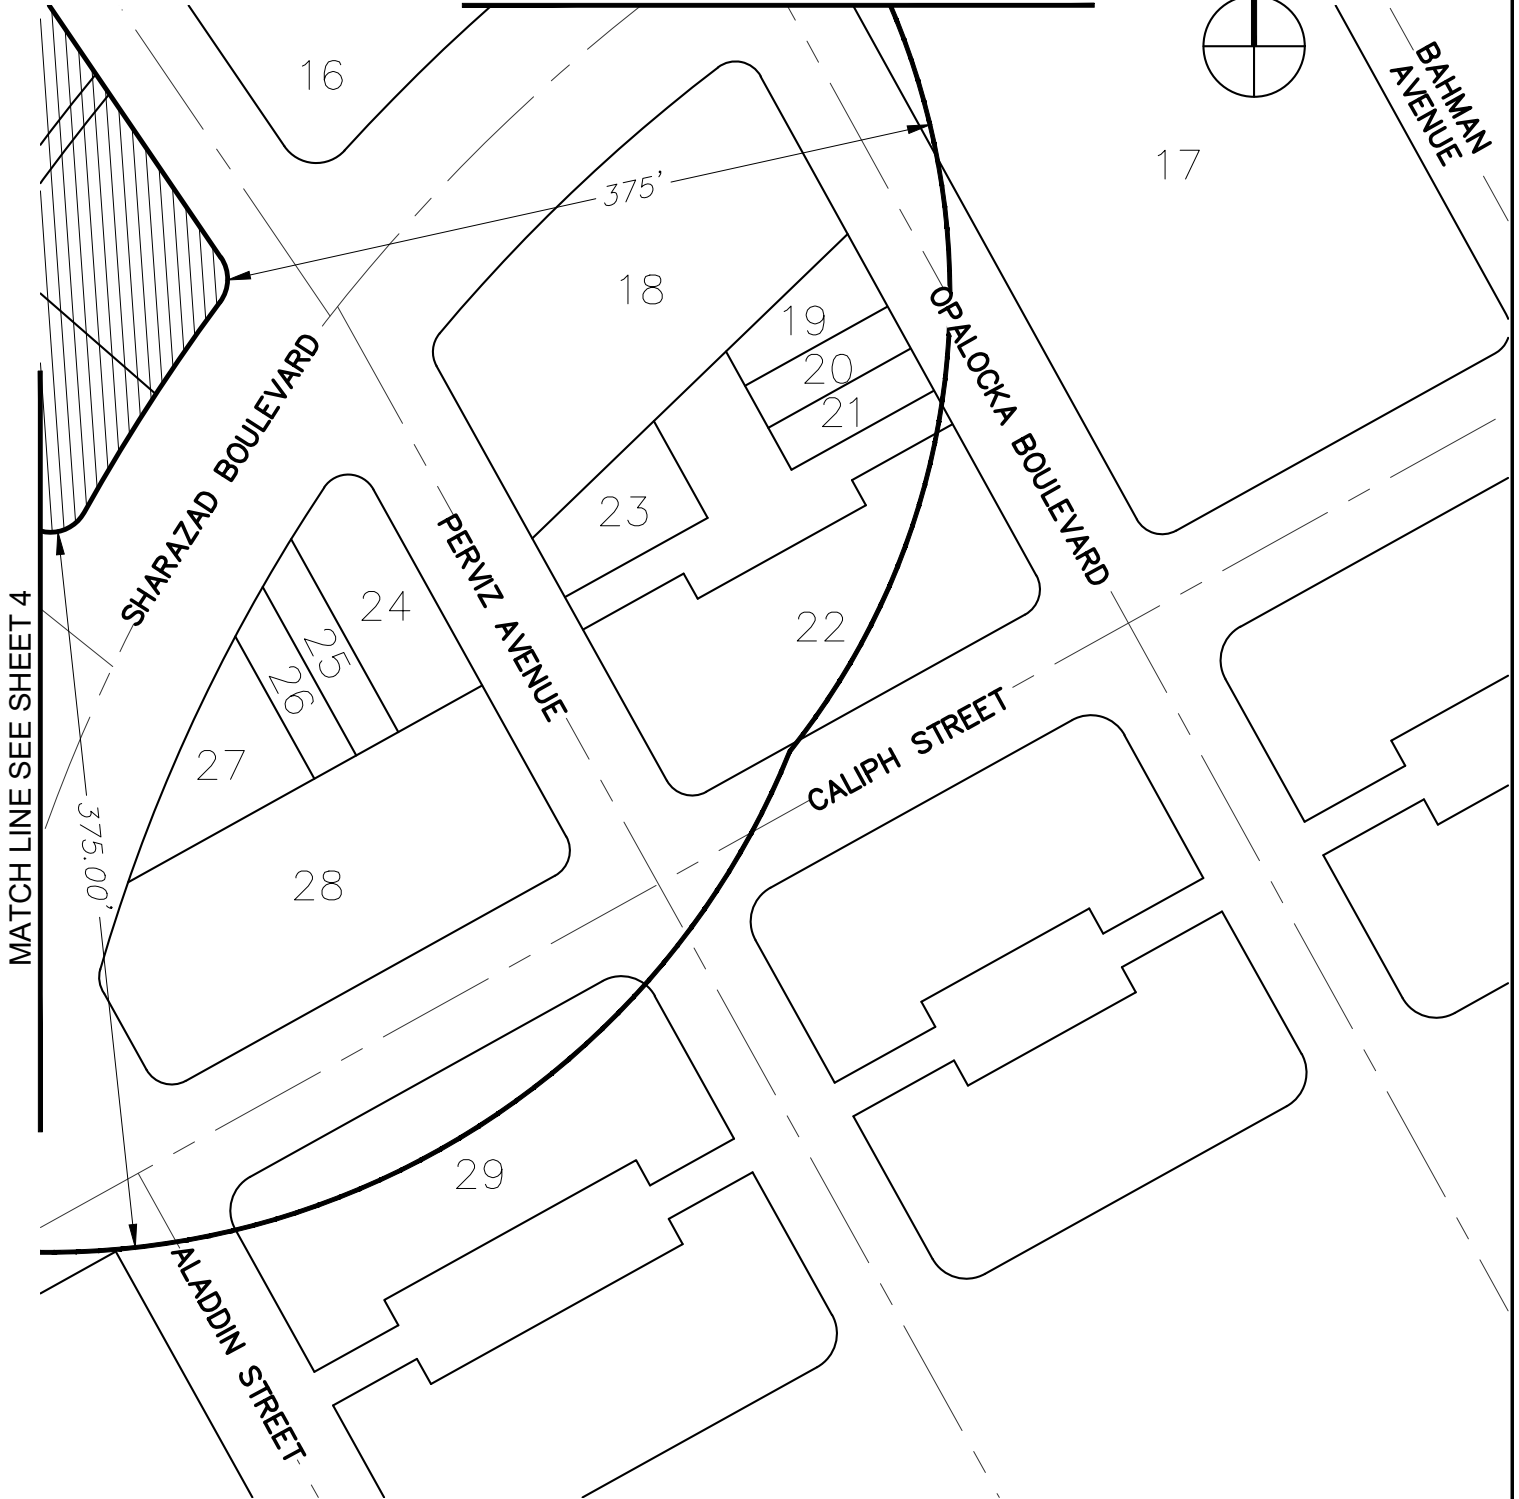 16
BAHMAN
AVENUE
17
375'
18
OPALOCKA BOULEVARD
19
20
21
SHARAZAD BOULEVARD
23
PERVIZ AVENUE
24
25
26
22
27
CALIPH STREET
MATCH LINE SEE SHEET 4
375.00'
28
29
ALADDIN STREET